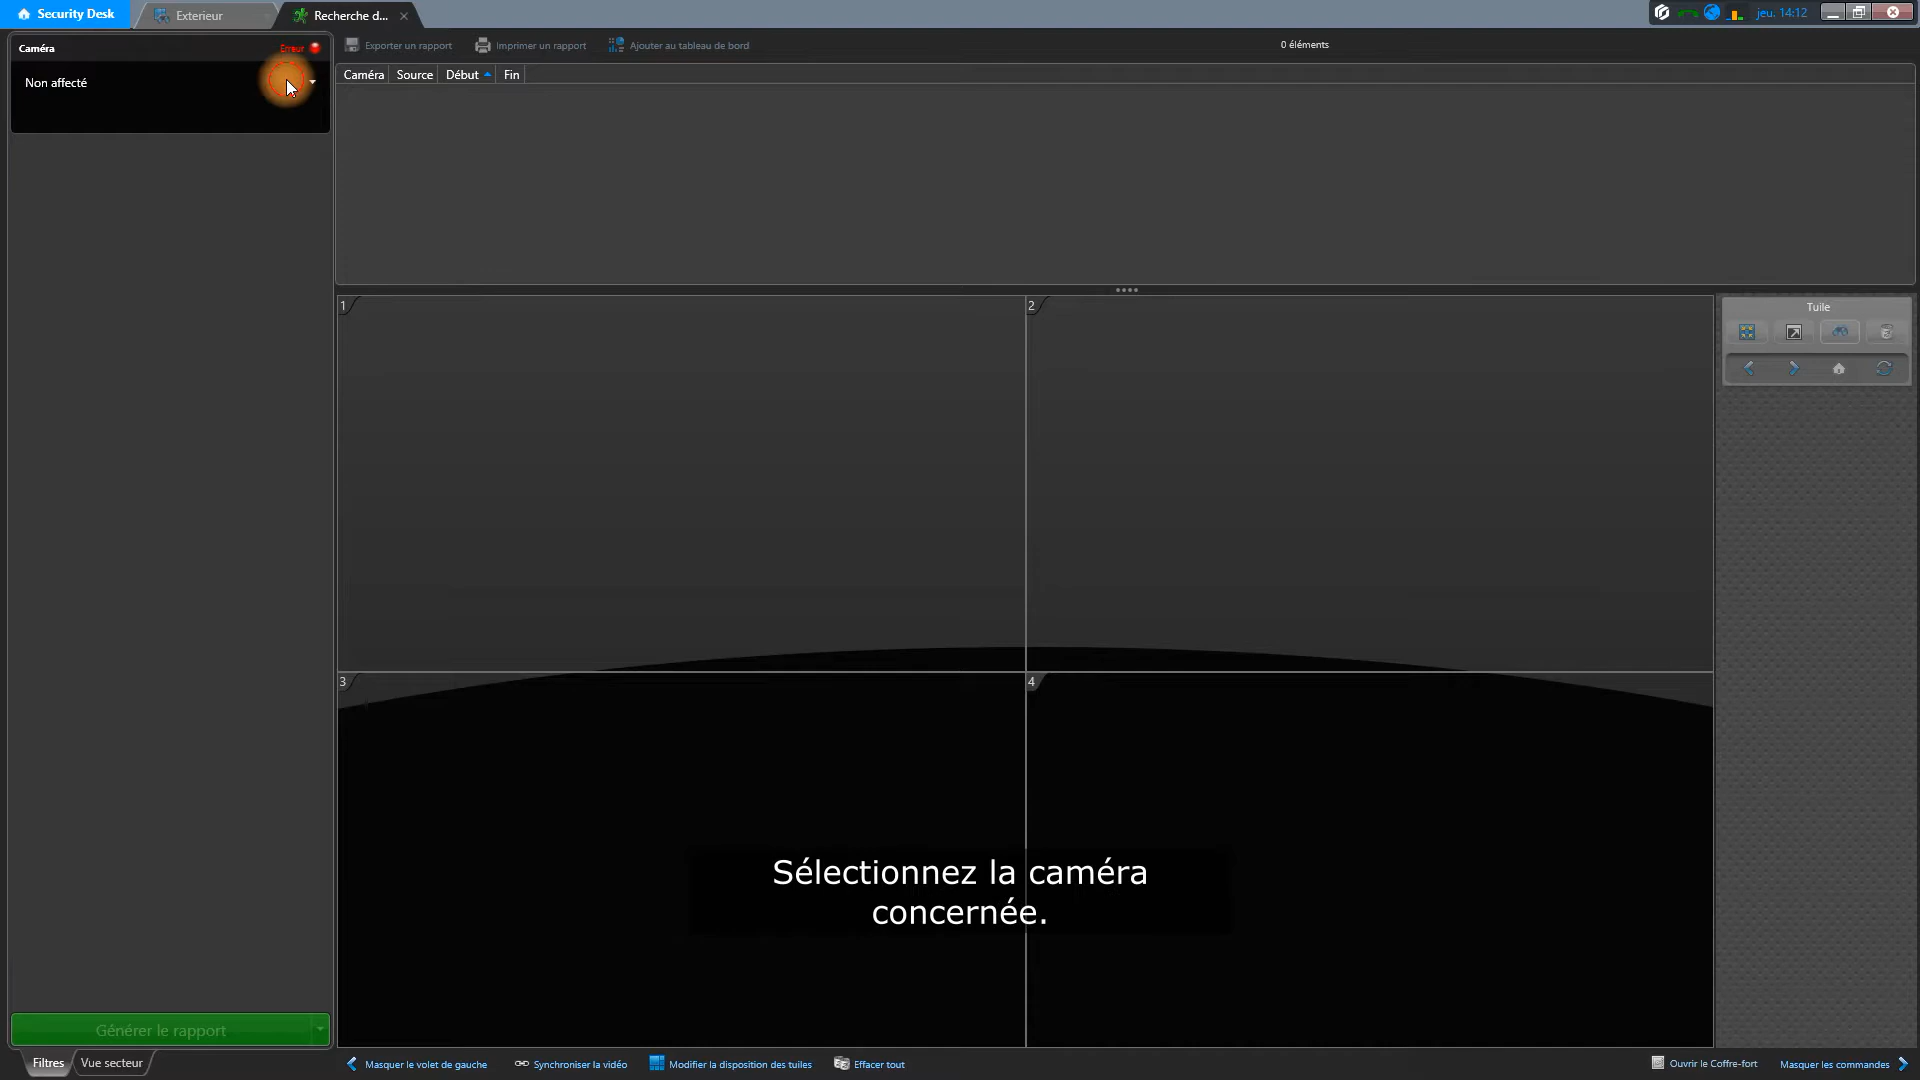 Security Desk
Exterieur
Recherche d...
jeu. 14:12
Caméra
Erreur
Non affecté
Exporter un rapport
Imprimer un rapport
Ajouter au tableau de bord
0 éléments
Caméra Source Début Fin
1
2
Tuile
3
4
Sélectionnez la caméra
concernée.
Générer le rapport
Filtres
Vue secteur
Masquer le volet de gauche
Synchroniser la vidéo
Modifier la disposition des tuiles
Effacer tout
Ouvrir le Coffre-fort
Masquer les commandes